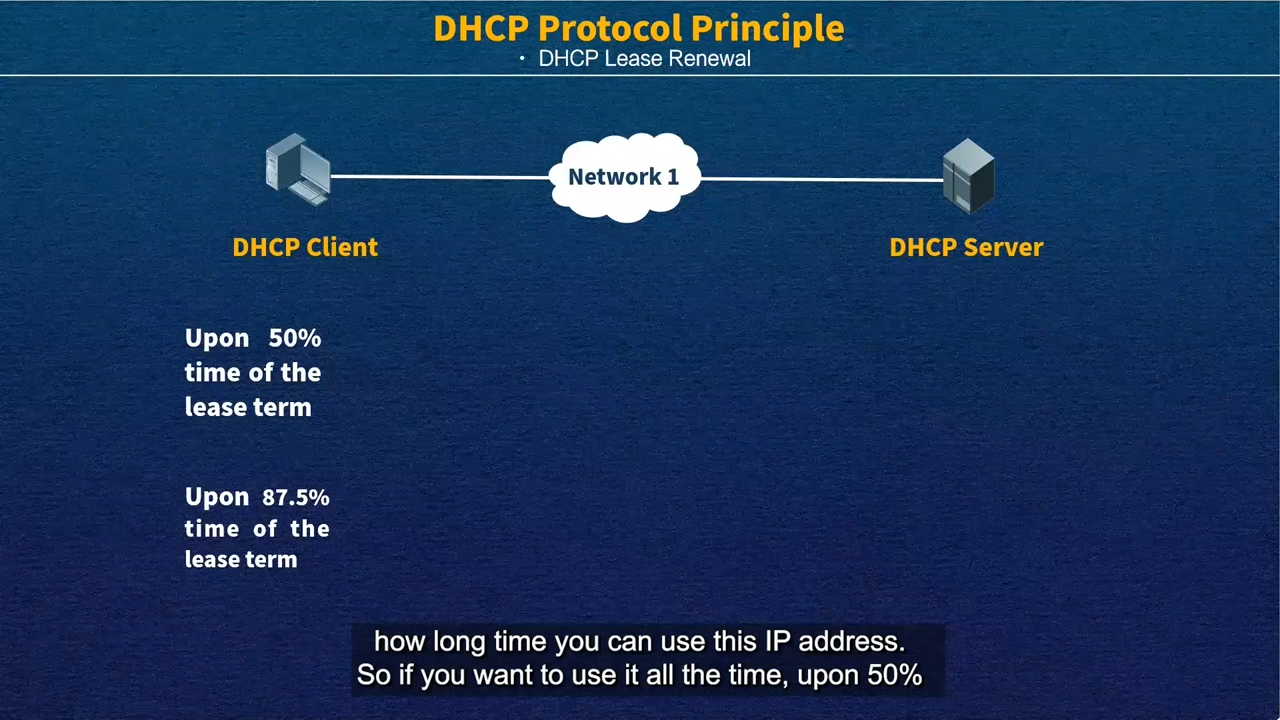 DHCP Protocol Principle
• DHCP Lease Renewal
Network 1
DHCP Client
DHCP Server
Upon 50%
time of the
lease term
Upon 87.5%
time of the
lease term
how long time you can use this IP address.
So if you want to use it all the time, upon 50%